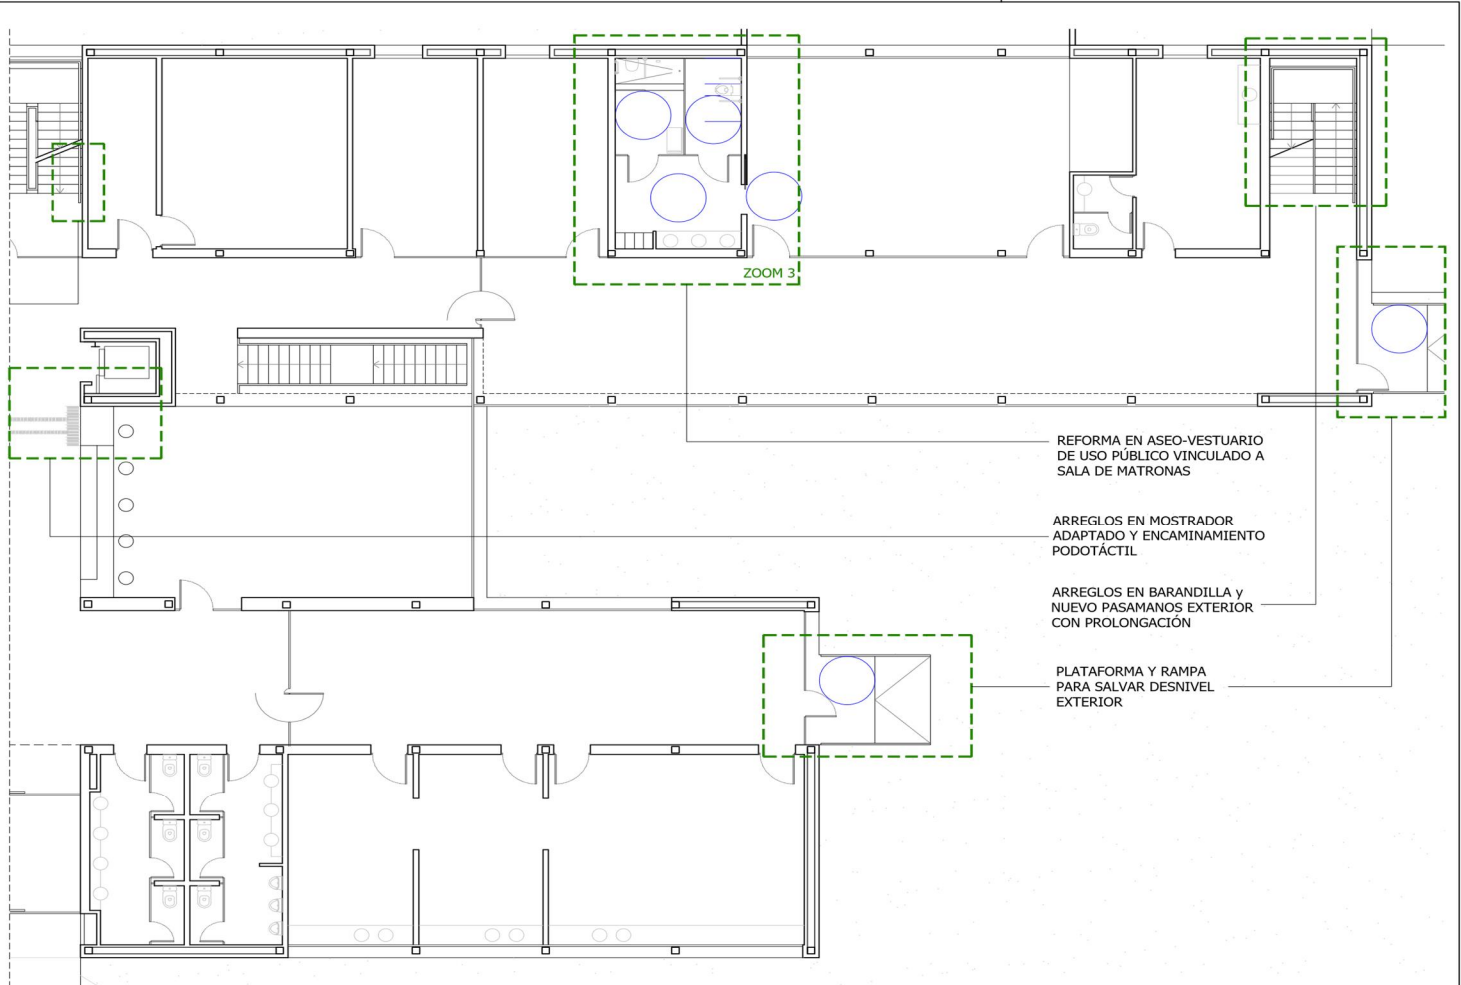 ZOOM 3
REFORMA EN ASEO-VESTUARIO
DE USO PÚBLICO VINCULADO A
SALA DE MATRONAS
ARREGLOS EN MOSTRADOR
ADAPTADO Y ENCAMINAMIENTO
PODOTÁCTIL
ARREGLOS EN BARANDILLA y
NUEVO PASAMANOS EXTERIOR
CON PROLONGACIÓN
PLATAFORMA Y RAMPA
PARA SALVAR DESNIVEL
EXTERIOR